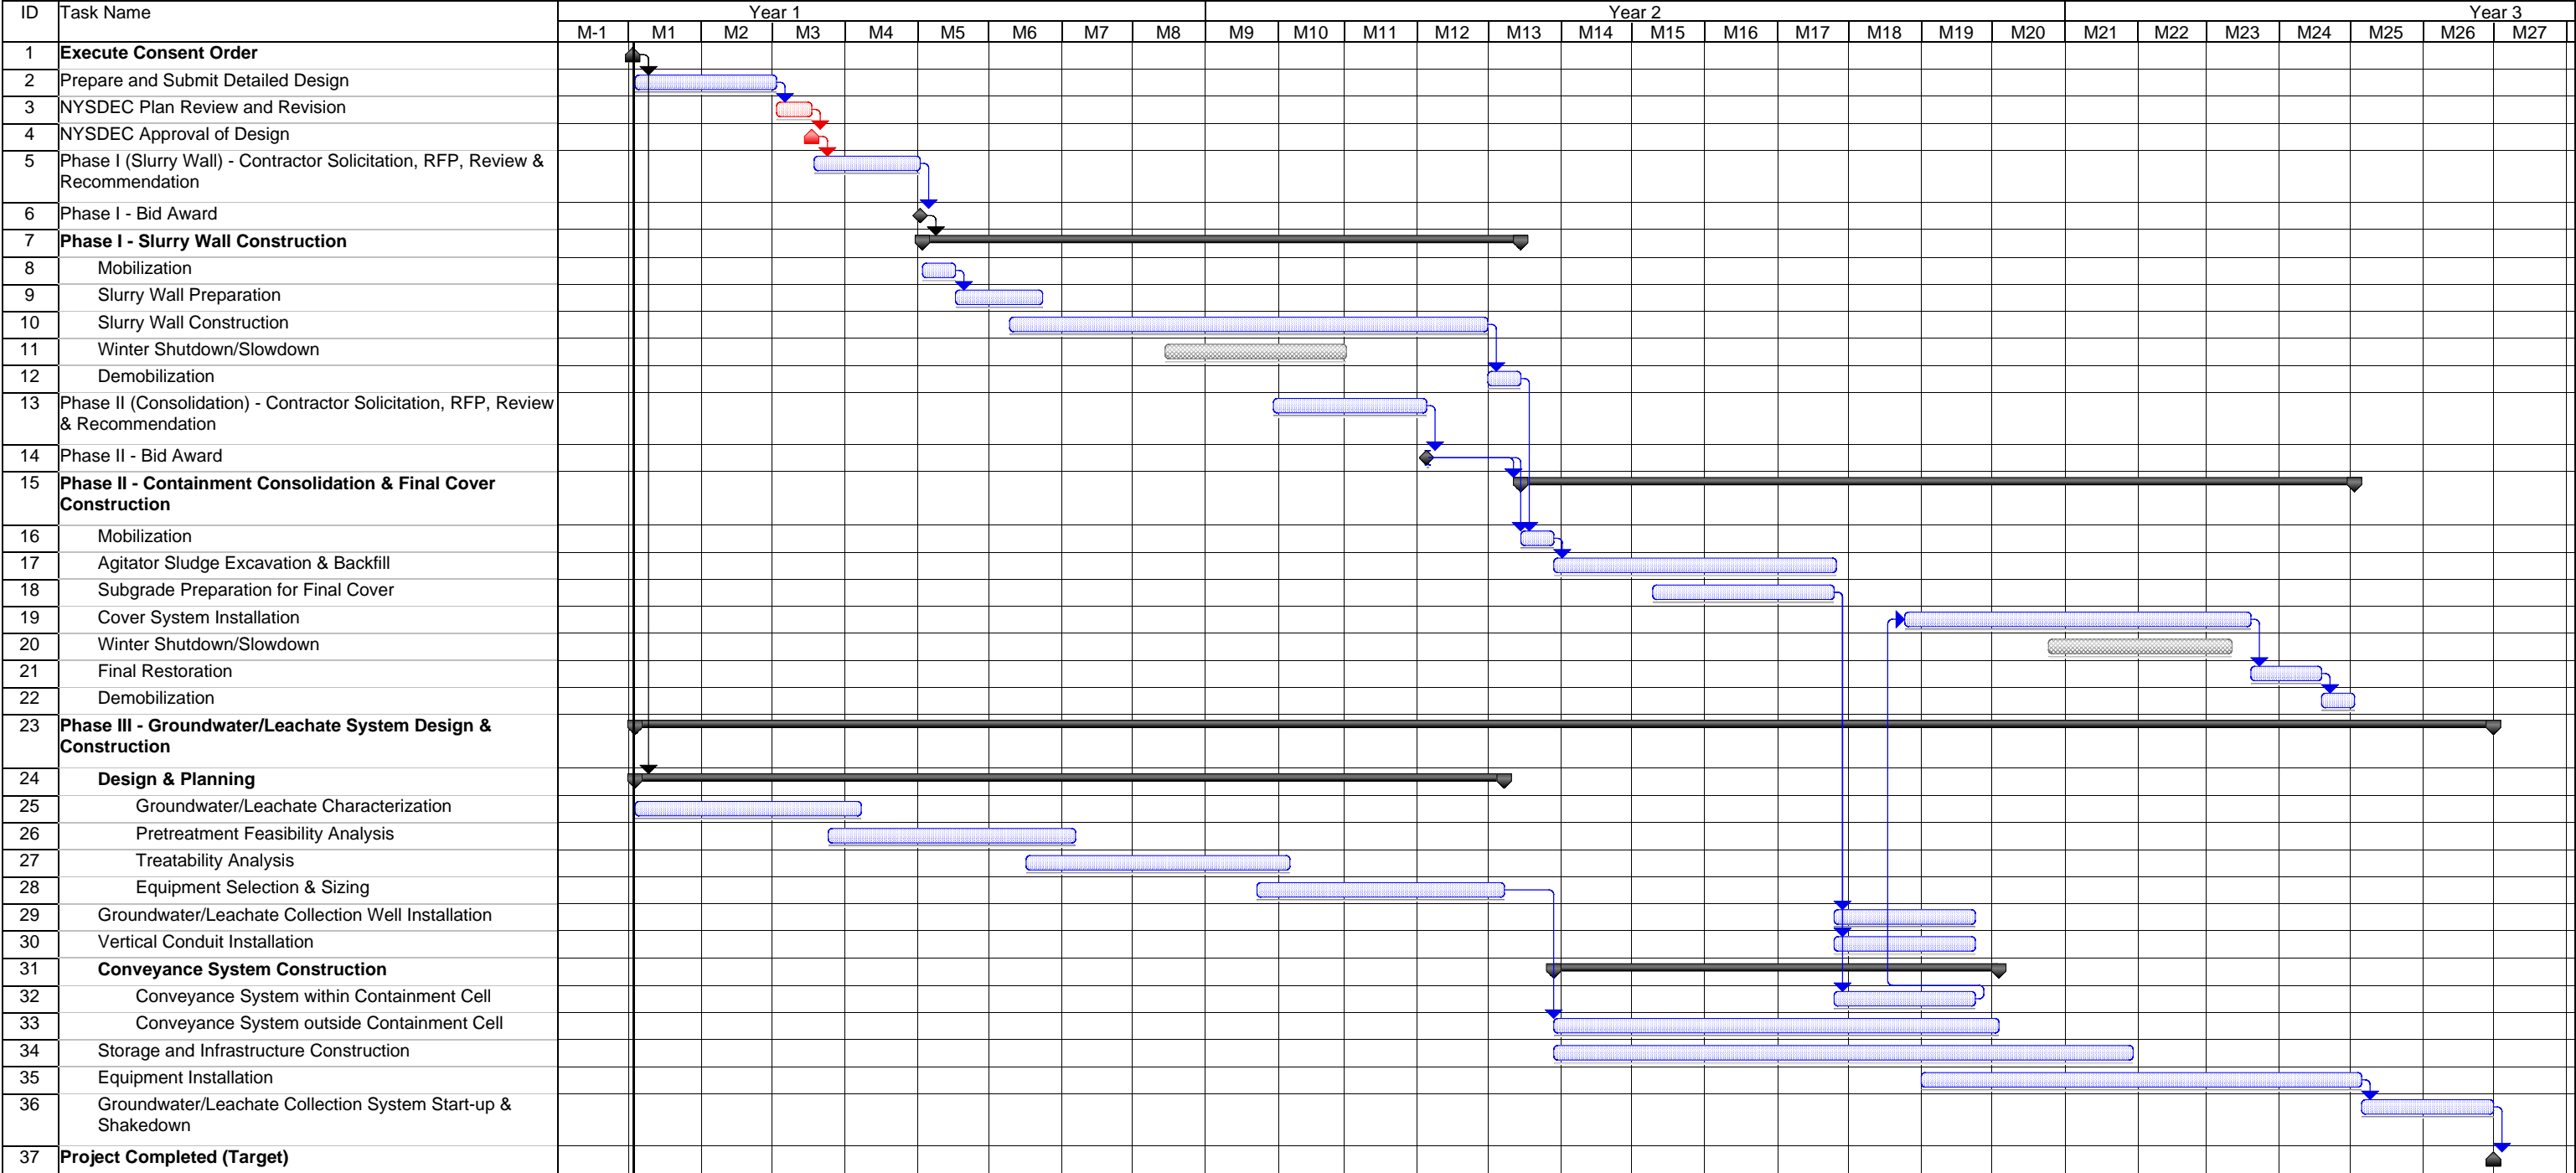 ID Task Name Year 1 Year 2 Year 3
M-1 M1 M2 M3 M4 M5 M6 M7 M8 M9 M10 M11 M12 M13 M14 M15 M16 M17 M18 M19 M20 M21 M22 M23 M24 M25 M26 M27
1 Execute Consent Order
2 Prepare and Submit Detailed Design
3 NYSDEC Plan Review and Revision
4 NYSDEC Approval of Design
5 Phase I (Slurry Wall) - Contractor Solicitation, RFP, Review &
Recommendation
6 Phase I - Bid Award
7 Phase I - Slurry Wall Construction
8 Mobilization
9 Slurry Wall Preparation
10 Slurry Wall Construction
11 Winter Shutdown/Slowdown
12 Demobilization
13 Phase II (Consolidation) - Contractor Solicitation, RFP, Review
& Recommendation
14 Phase II - Bid Award
15 Phase II - Containment Consolidation & Final Cover
Construction
16 Mobilization
17 Agitator Sludge Excavation & Backfill
18 Subgrade Preparation for Final Cover
19 Cover System Installation
20 Winter Shutdown/Slowdown
21 Final Restoration
22 Demobilization
23 Phase III - Groundwater/Leachate System Design &
Construction
24 Design & Planning
25 Groundwater/Leachate Characterization
26 Pretreatment Feasibility Analysis
27 Treatability Analysis
28 Equipment Selection & Sizing
29 Groundwater/Leachate Collection Well Installation
30 Vertical Conduit Installation
31 Conveyance System Construction
32 Conveyance System within Containment Cell
33 Conveyance System outside Containment Cell
34 Storage and Infrastructure Construction
35 Equipment Installation
36 Groundwater/Leachate Collection System Start-up &
Shakedown
37 Project Completed (Target)